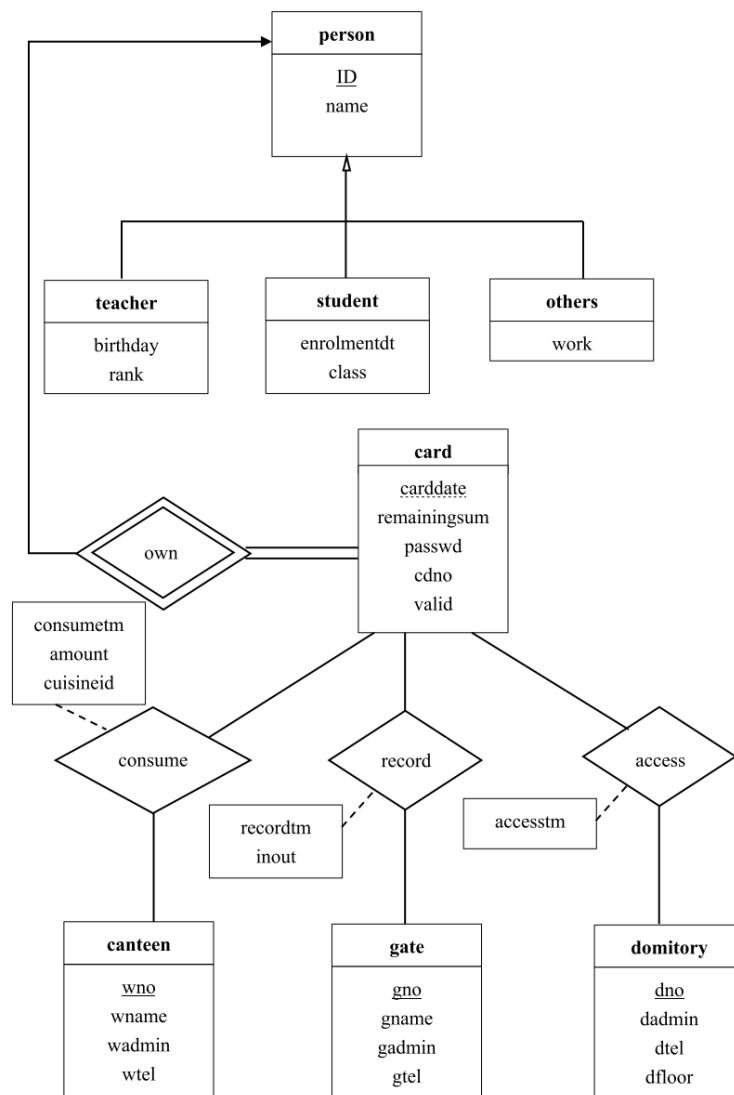 person
ID
name
teacher
birthday
rank
student
enrolmentdt
class
others
work
card
carddate
remainingsum
passwd
cdno
valid
own
consumetm
amount
cuisineid
consume
record
access
recordtm
inout
accesstm
canteen
wno
wname
wadmin
wtel
gate
gno
gname
gadmin
gtel
domitory
dno
dadmin
dtel
dfloor